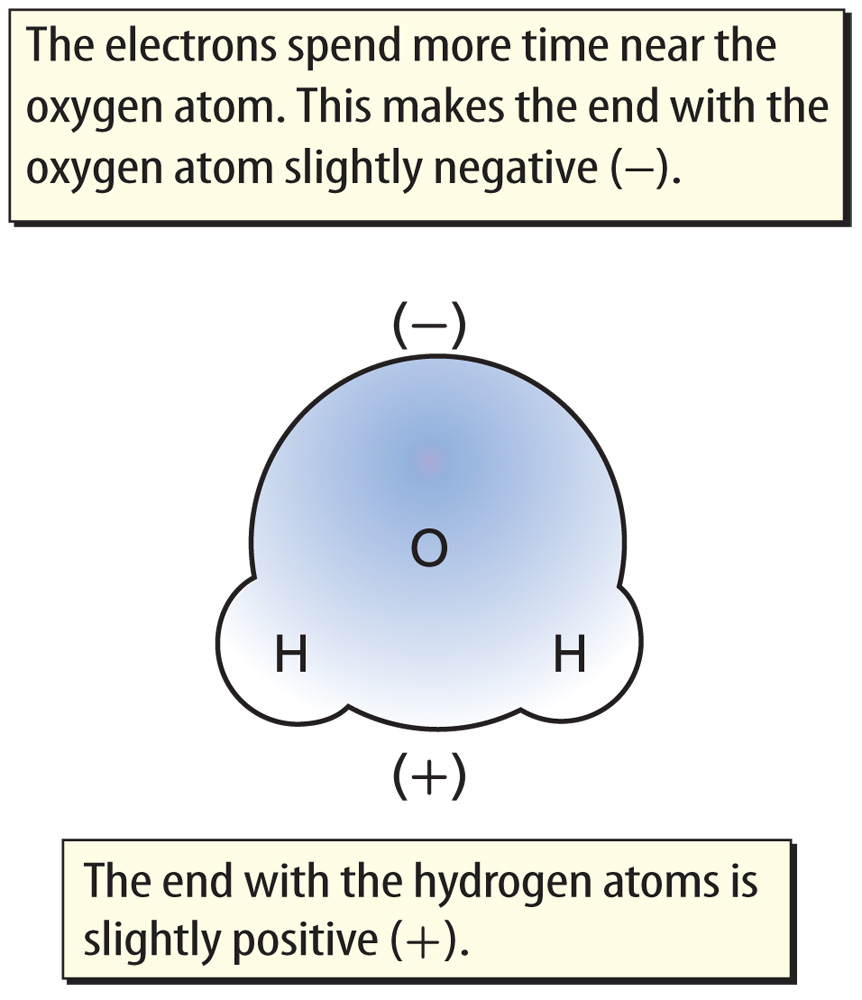 The electrons spend more time near the
oxygen atom. This makes the end with the
oxygen atom slightly negative (−).
(−)
O
H H
(+)
The end with the hydrogen atoms is
slightly positive (+).